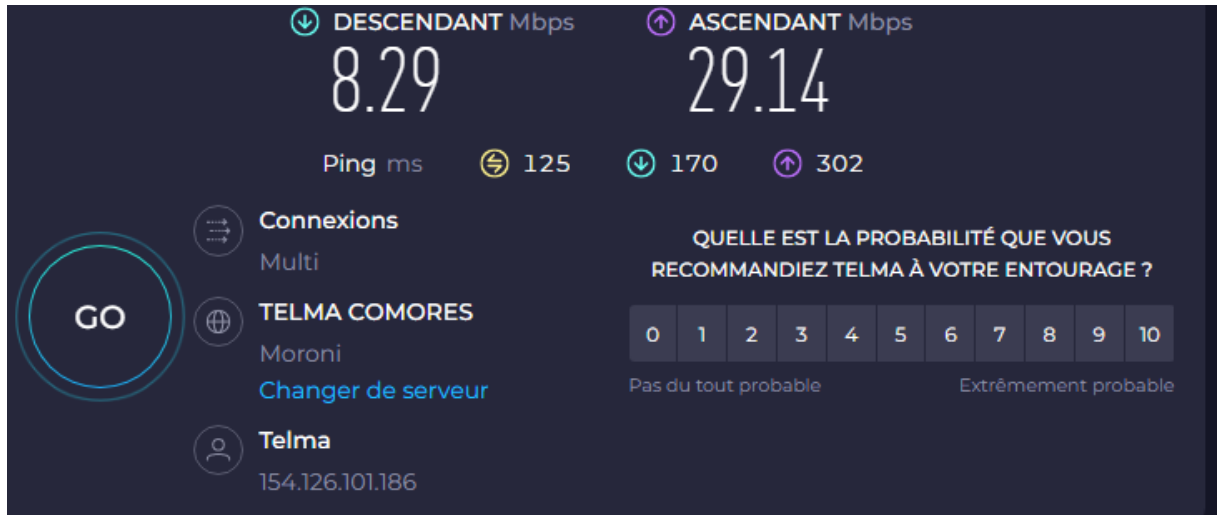 DESCENDANT Mbps
ASCENDANT Mbps
8.29
29.14
Ping ms 125 170 302
GO
Connexions
Multi
TELMA COMORES
Moroni
Changer de serveur
Telma
154.126.101.186
QUELLE EST LA PROBABILITÉ QUE VOUS
RECOMMANDIEZ TELMA À VOTRE ENTOURAGE ?
0 1 2 3 4 5 6 7 8 9 10
Pas du tout probable
Extrêmement probable